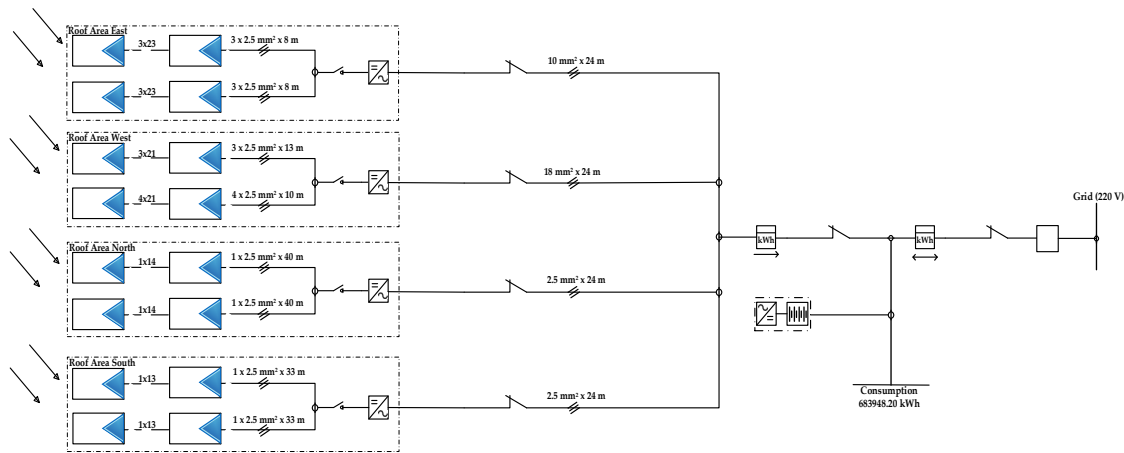 Roof Area East
3x23
3 x 2.5 mm² x 8 m
3x23
3 x 2.5 mm² x 8 m
10 mm² x 24 m
Roof Area West
3x21
3 x 2.5 mm² x 13 m
4x21
4 x 2.5 mm² x 10 m
18 mm² x 24 m
Roof Area North
1x14
1 x 2.5 mm² x 40 m
1x14
1 x 2.5 mm² x 40 m
2.5 mm² x 24 m
Roof Area South
1x13
1 x 2.5 mm² x 33 m
1x13
1 x 2.5 mm² x 33 m
2.5 mm² x 24 m
kWh
kWh
Grid (220 V)
Consumption
683948.20 kWh